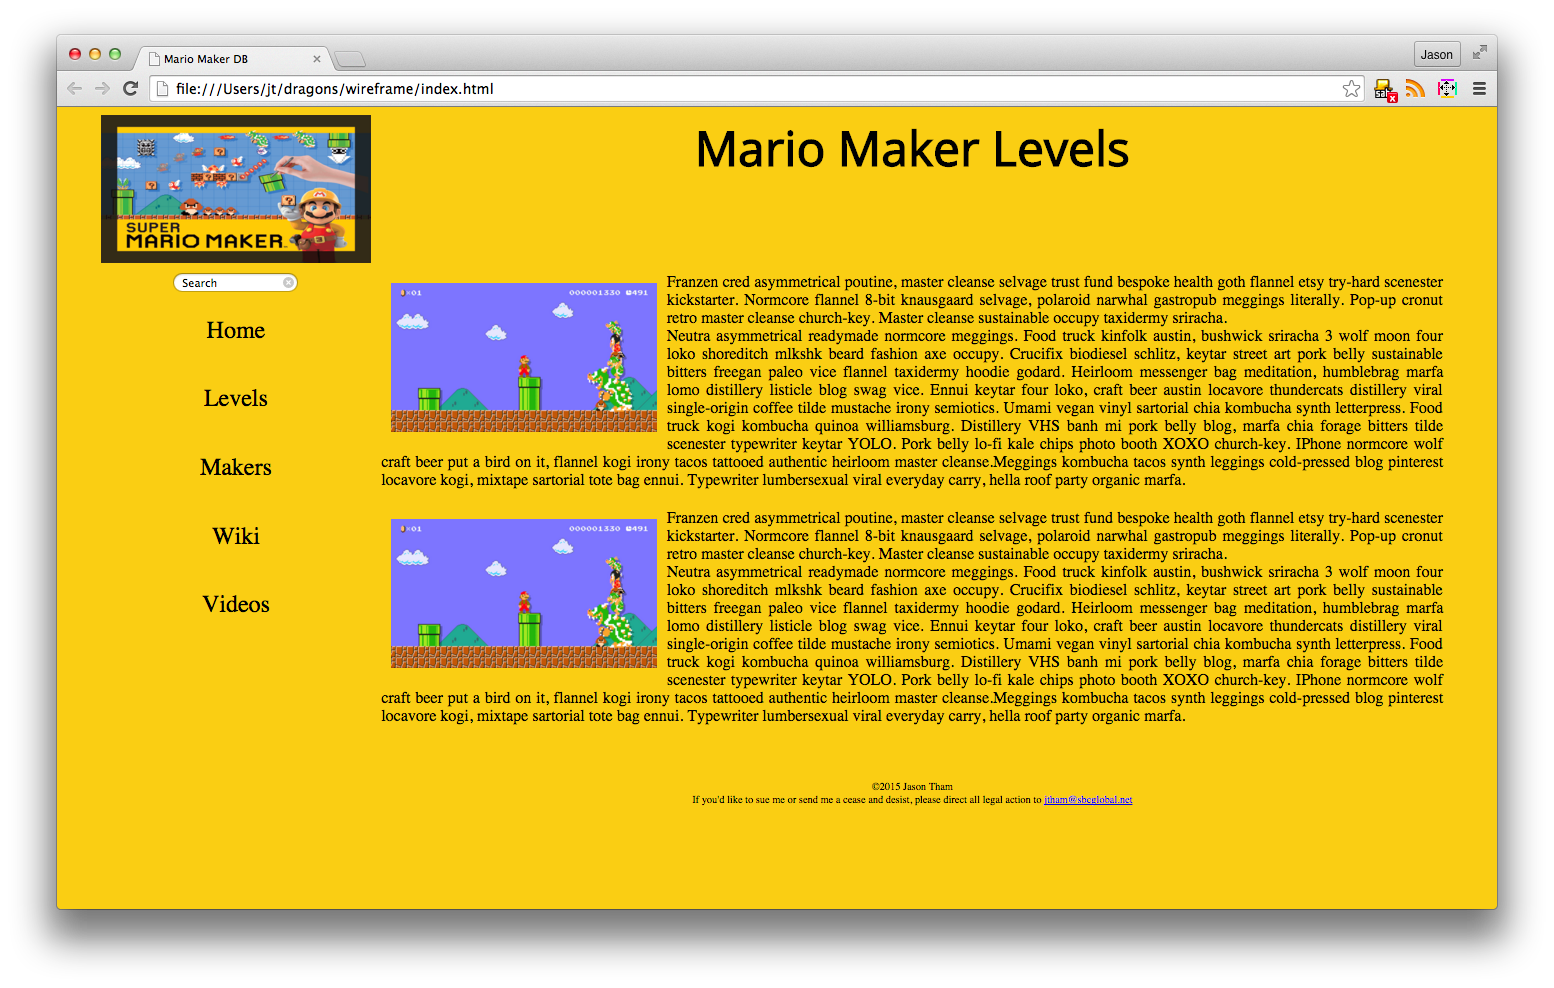 Mario Maker DB
Jason
file:///Users/jt/dragons/wireframe/index.html
SUPER
MARIO MAKER
Mario Maker Levels
Search
Home
Levels
Makers
Wiki
Videos
×01 000001330 491
Franzen cred asymmetrical poutine, master cleanse selvage trust fund bespoke health goth flannel etsy try-hard scenester
kickstarter. Normcore flannel 8-bit knausgaard selvage, polaroid narwhal gastropub meggings literally. Pop-up cronut
retro master cleanse church-key. Master cleanse sustainable occupy taxidermy sriracha.
Neutra asymmetrical readymade normcore meggings. Food truck kinfolk austin, bushwick sriracha 3 wolf moon four
loko shoreditch mlkshk beard fashion axe occupy. Crucifix biodiesel schlitz, keytar street art pork belly sustainable
bitters freegan paleo vice flannel taxidermy hoodie godard. Heirloom messenger bag meditation, humblebrag marfa
lomo distillery listicle blog swag vice. Ennui keytar four loko, craft beer austin locavore thundercats distillery viral
single-origin coffee tilde mustache irony semiotics. Umami vegan vinyl sartorial chia kombucha synth letterpress. Food
truck kogi kombucha quinoa williamsburg. Distillery VHS banh mi pork belly blog, marfa chia forage bitters tilde
scenester typewriter keytar YOLO. Pork belly lo-fi kale chips photo booth XOXO church-key. IPhone normcore wolf
craft beer put a bird on it, flannel kogi irony tacos tattooed authentic heirloom master cleanse.Meggings kombucha tacos synth leggings cold-pressed blog pinterest
locavore kogi, mixtape sartorial tote bag ennui. Typewriter lumbersexual viral everyday carry, hella roof party organic marfa.
×01 000001330 491
Franzen cred asymmetrical poutine, master cleanse selvage trust fund bespoke health goth flannel etsy try-hard scenester
kickstarter. Normcore flannel 8-bit knausgaard selvage, polaroid narwhal gastropub meggings literally. Pop-up cronut
retro master cleanse church-key. Master cleanse sustainable occupy taxidermy sriracha.
Neutra asymmetrical readymade normcore meggings. Food truck kinfolk austin, bushwick sriracha 3 wolf moon four
loko shoreditch mlkshk beard fashion axe occupy. Crucifix biodiesel schlitz, keytar street art pork belly sustainable
bitters freegan paleo vice flannel taxidermy hoodie godard. Heirloom messenger bag meditation, humblebrag marfa
lomo distillery listicle blog swag vice. Ennui keytar four loko, craft beer austin locavore thundercats distillery viral
single-origin coffee tilde mustache irony semiotics. Umami vegan vinyl sartorial chia kombucha synth letterpress. Food
truck kogi kombucha quinoa williamsburg. Distillery VHS banh mi pork belly blog, marfa chia forage bitters tilde
scenester typewriter keytar YOLO. Pork belly lo-fi kale chips photo booth XOXO church-key. IPhone normcore wolf
craft beer put a bird on it, flannel kogi irony tacos tattooed authentic heirloom master cleanse.Meggings kombucha tacos synth leggings cold-pressed blog pinterest
locavore kogi, mixtape sartorial tote bag ennui. Typewriter lumbersexual viral everyday carry, hella roof party organic marfa.
©2015 Jason Tham
If you'd like to sue me or send me a cease and desist, please direct all legal action to jtham@sbcglobal.net